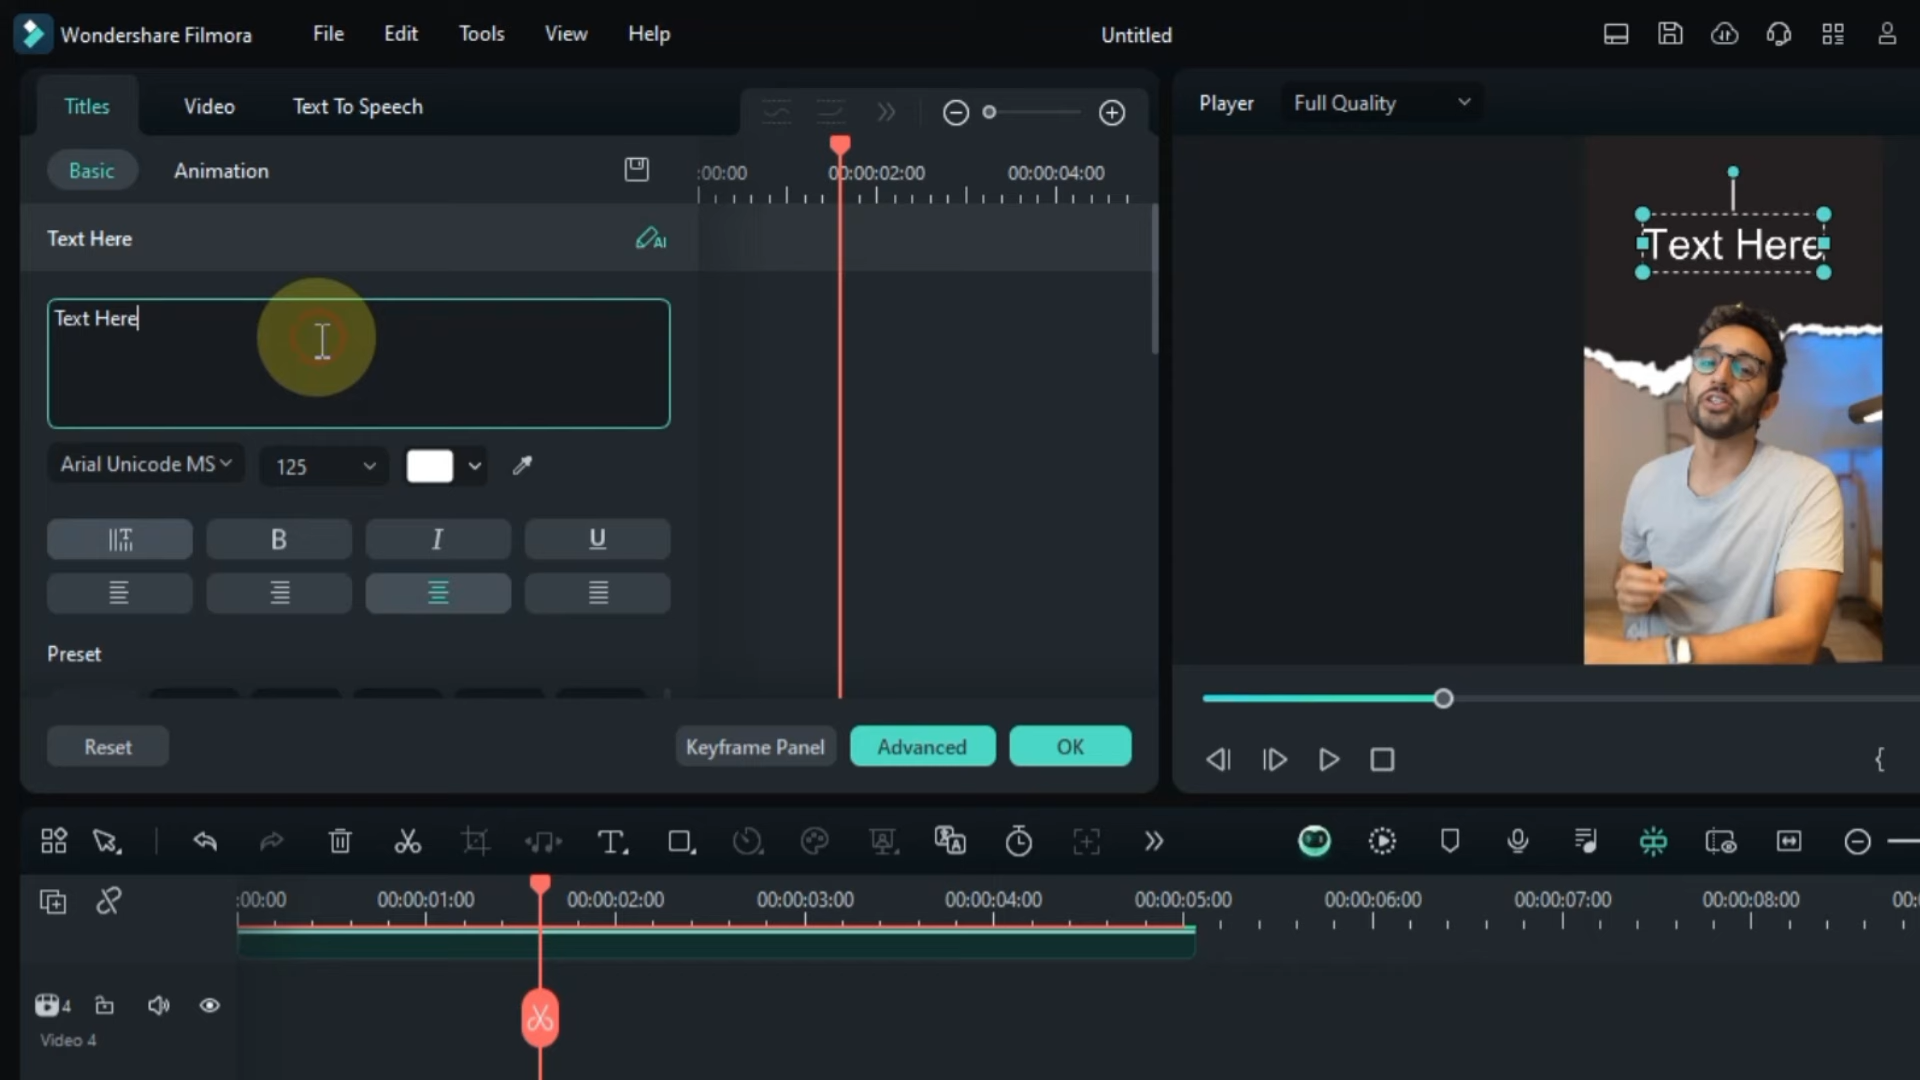 Wondershare Filmora
File
Edit
Tools
View
Help
Untitled
Titles
Video
Text To Speech
Player
Full Quality
Basic
Animation
:00:00
00:00:02:00
00:00:04:00
Text Here
AI
Text Here
Text Here
Arial Unicode MS
125
B
I
U
Preset
Reset
Keyframe Panel
Advanced
OK
{
:00:00
00:00:01:00
00:00:02:00
00:00:03:00
00:00:04:00
00:00:05:00
00:00:06:00
00:00:07:00
00:00:08:00
00:
4
Video 4